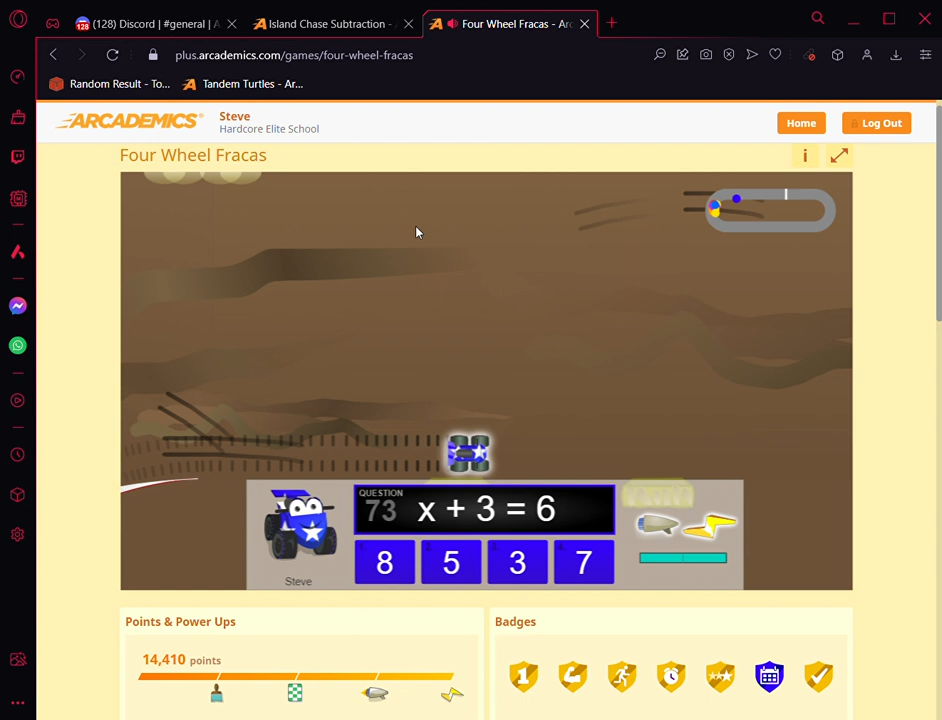 (128) Discord | #general | A
Island Chase Subtraction -
Four Wheel Fracas - Arc
plus.arcademics.com/games/four-wheel-fracas
Random Result - To...
Tandem Turtles - Ar...
ARCADEMICS
Steve
Hardcore Elite School
Home
Log Out
Four Wheel Fracas
i
QUESTION
73
x + 3 = 6
8
5
3
7
Steve
Points & Power Ups
14,410 points
Badges
1